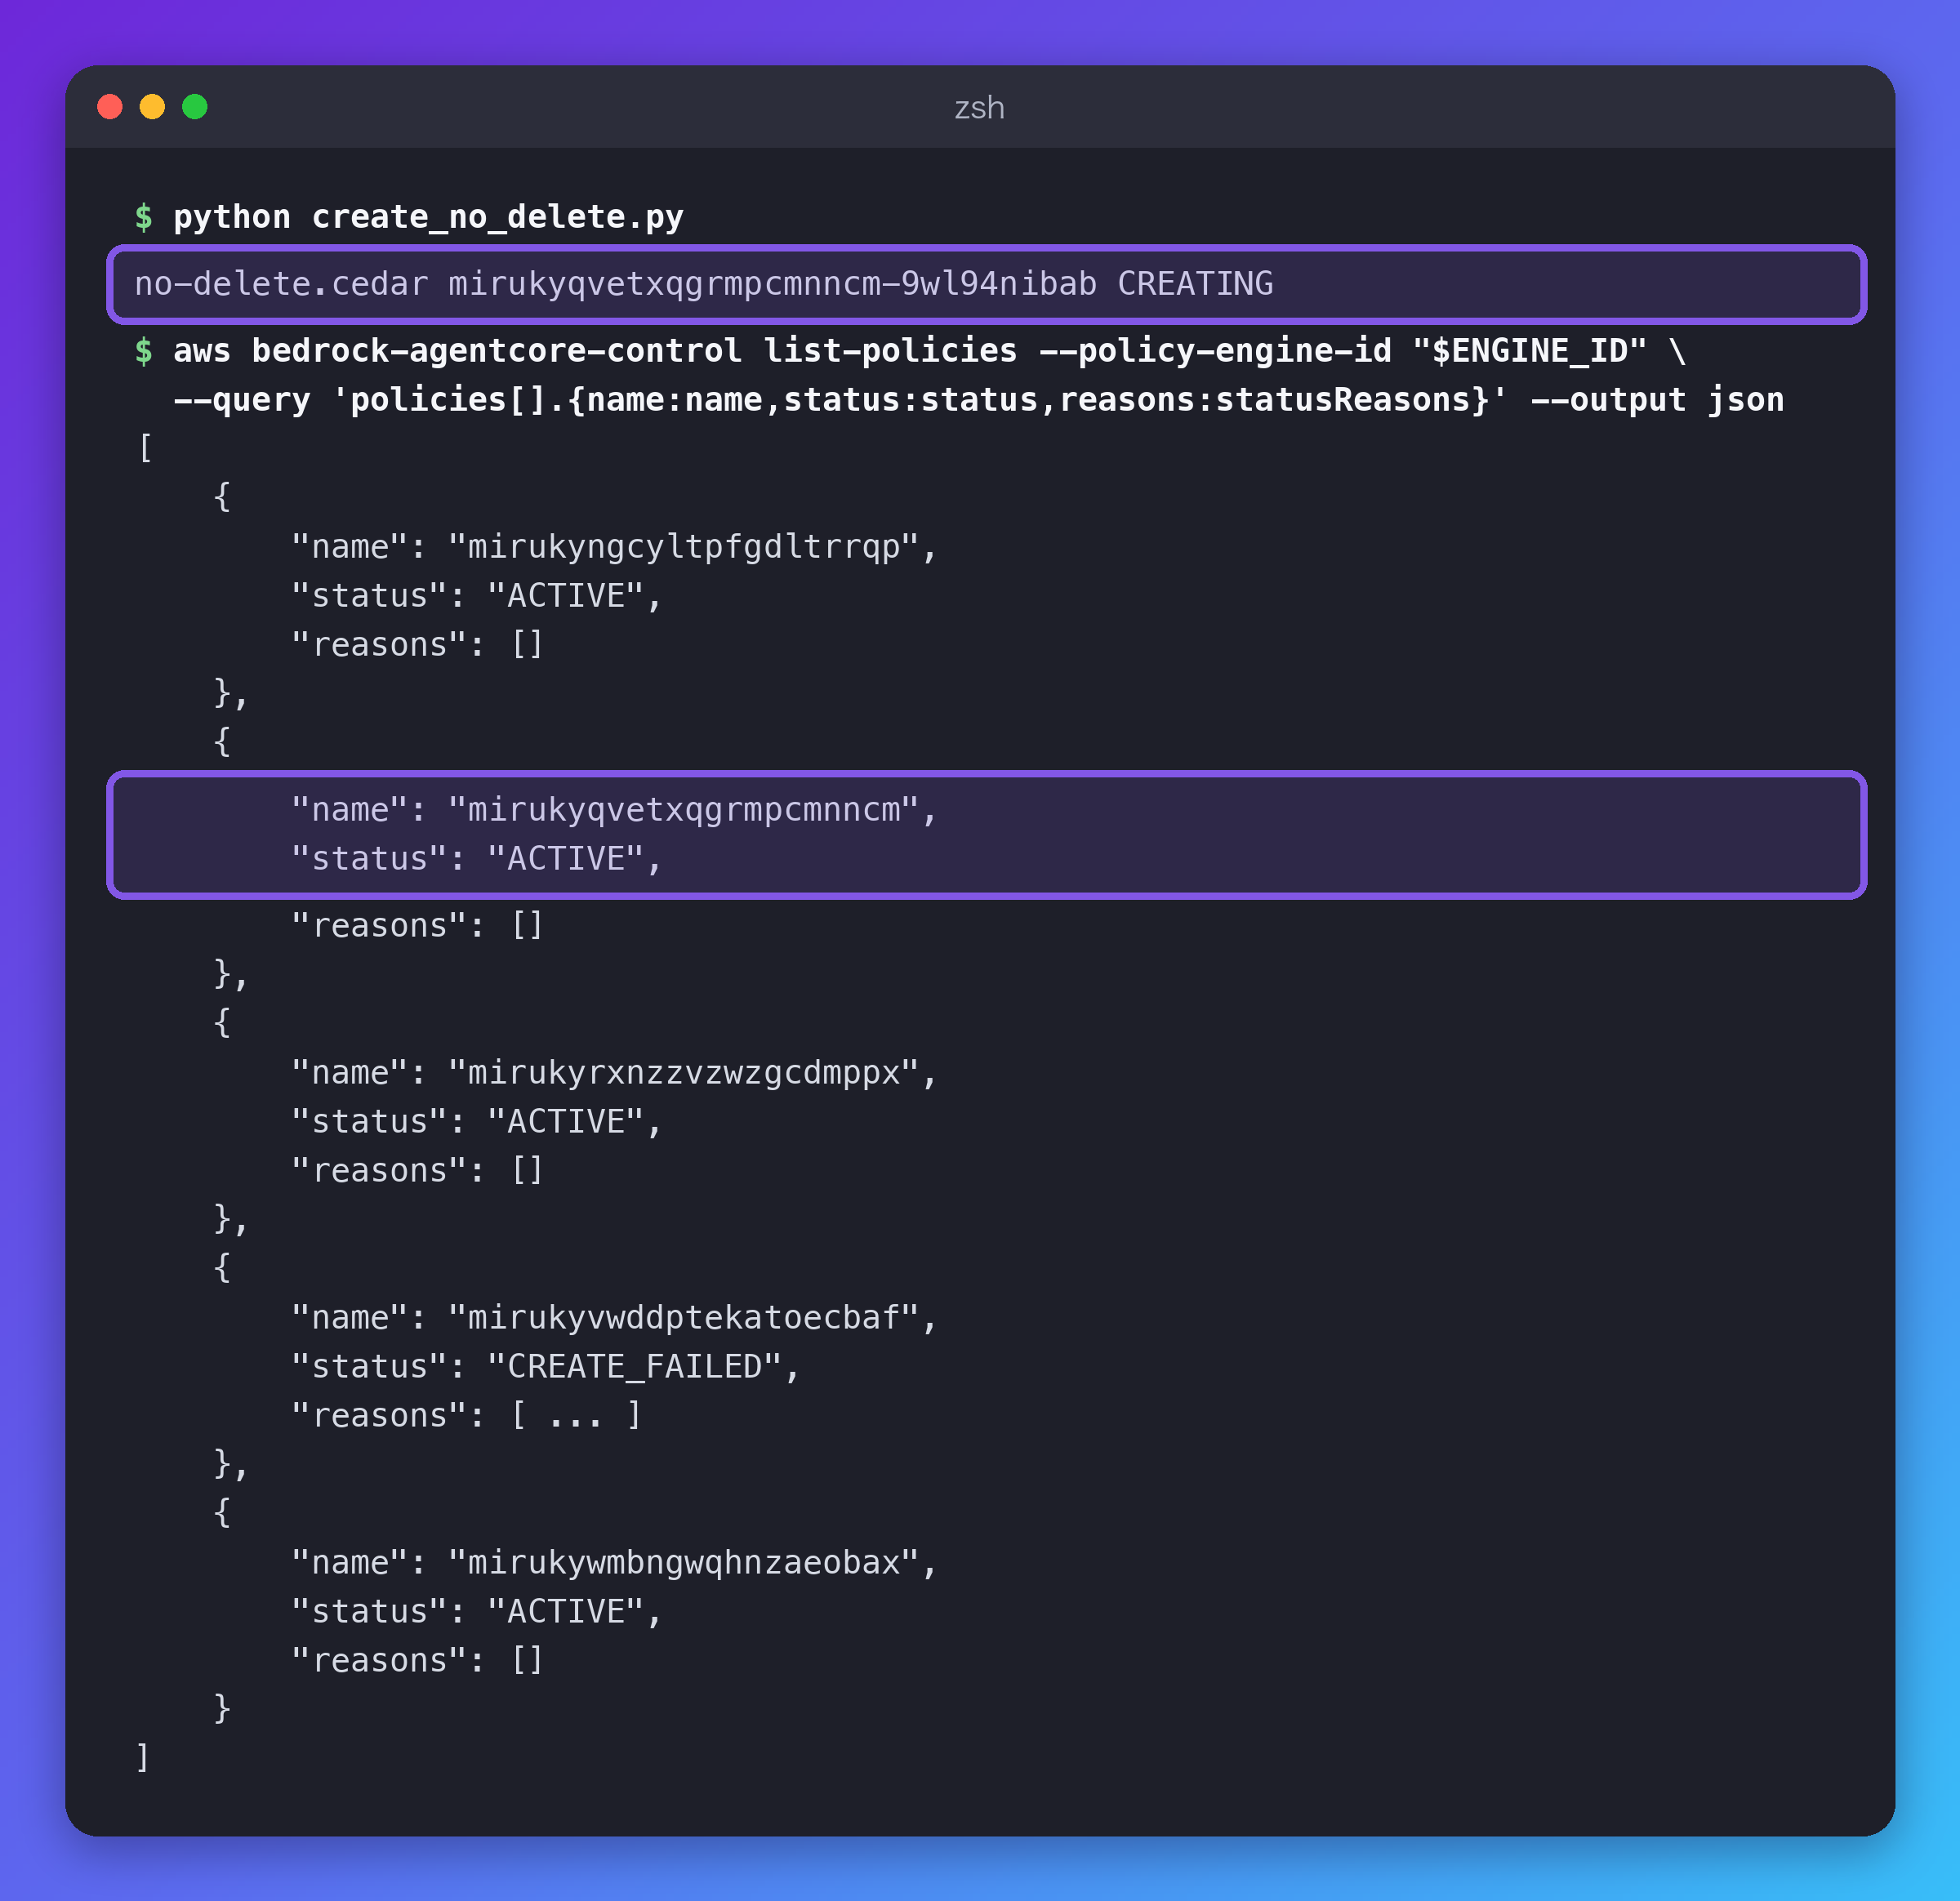 zsh
$ python create_no_delete.py
no-delete.cedar mirukyqvetxqgrmpcmnncm-9wl94nibab CREATING
$ aws bedrock-agentcore-control list-policies --policy-engine-id "$ENGINE_ID" \
  --query 'policies[].{name:name,status:status,reasons:statusReasons}' --output json
[
    {
        "name": "mirukyngcyltpfgdltrrqp",
        "status": "ACTIVE",
        "reasons": []
    },
    {
        "name": "mirukyqvetxqgrmpcmnncm",
        "status": "ACTIVE",
        "reasons": []
    },
    {
        "name": "mirukyrxnzzvzwzgcdmppx",
        "status": "ACTIVE",
        "reasons": []
    },
    {
        "name": "mirukyvwddptekatoecbaf",
        "status": "CREATE_FAILED",
        "reasons": [ ... ]
    },
    {
        "name": "mirukywmbngwqhnzaeobax",
        "status": "ACTIVE",
        "reasons": []
    }
]